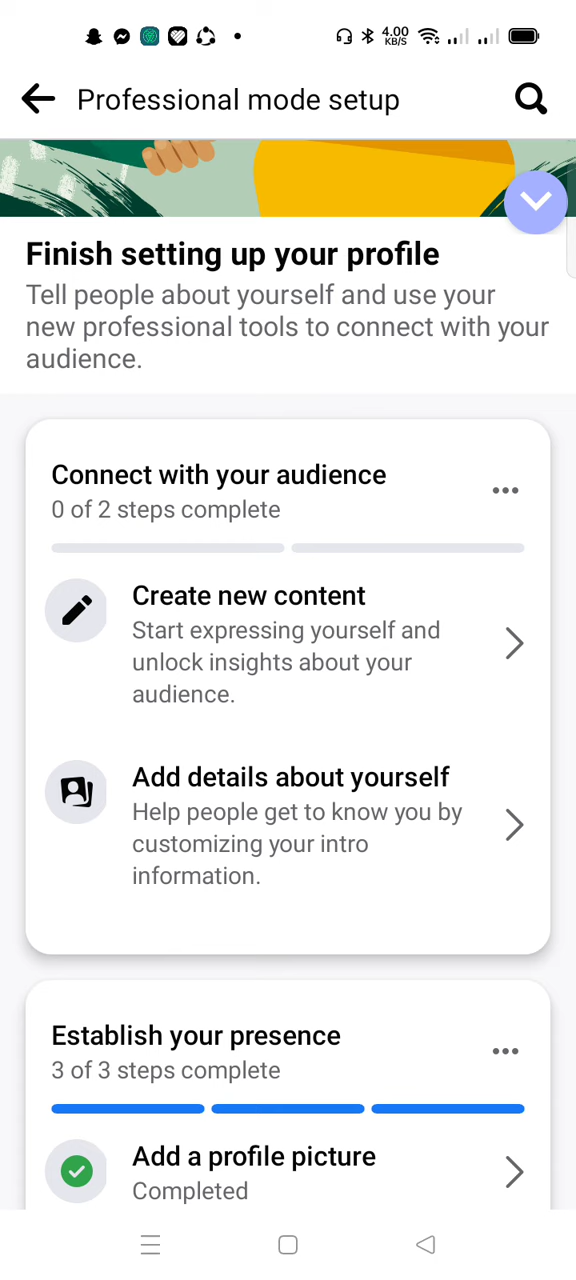 4.00
KB/S
Professional mode setup
Finish setting up your profile
Tell people about yourself and use your
new professional tools to connect with your
audience.
Connect with your audience
0 of 2 steps complete
Create new content
Start expressing yourself and
unlock insights about your
audience.
Add details about yourself
Help people get to know you by
customizing your intro
information.
Establish your presence
3 of 3 steps complete
Add a profile picture
Completed